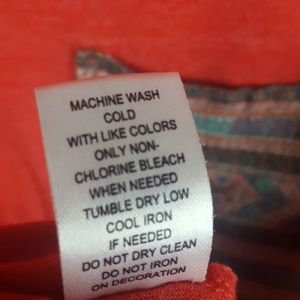 MACHINE WASH
COLD
WITH LIKE COLORS
ONLY NON-
CHLORINE BLEACH
WHEN NEEDED
TUMBLE DRY LOW
COOL IRON
IF NEEDED
DO NOT DRY CLEAN
DO NOT IRON
ON DECORATION